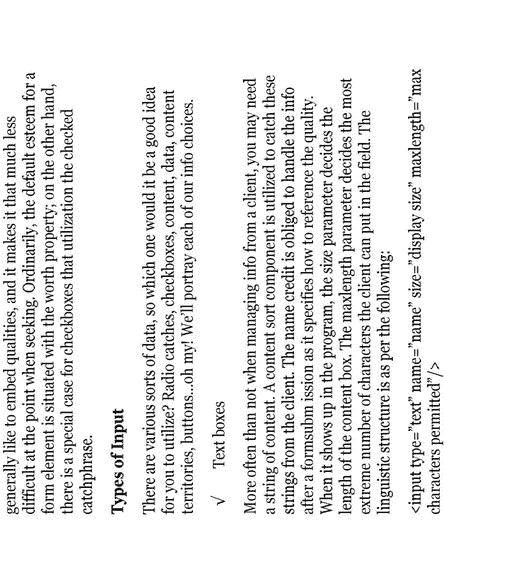 generally like to embed qualities, and it makes it that much less
difficult at the point when seeking. Ordinarily, the default esteem for a
form element is situated with the worth property; on the other hand,
there is a special case for checkboxes that utilization the checked
catchphrase.
Types of Input
There are various sorts of data, so which one would it be a good idea
for you to utilize? Radio catches, checkboxes, content, data, content
territories, buttons...oh my! We'll portray each of our info choices.
√ Text boxes
More often than not when managing info from a client, you may need
a string of content. A content sort component is utilized to catch these
strings from the client. The name credit is obliged to handle the info
after a formsubm ission as it specifies how to reference the quality.
When it shows up in the program, the size parameter decides the
length of the content box. The maxlength parameter decides the most
extreme number of characters the client can put in the field. The
linguistic structure is as per the following:
<input type="text" name="name" size="display size" maxlength="max
characters permitted"/>